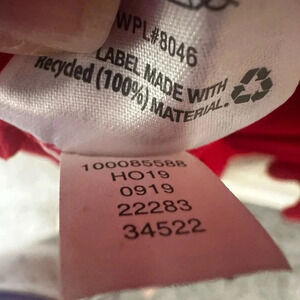 WPL#8046
LABEL MADE WITH
Recycled (100%) MATERIAL.
100085588
HO19
0919
22283
34522